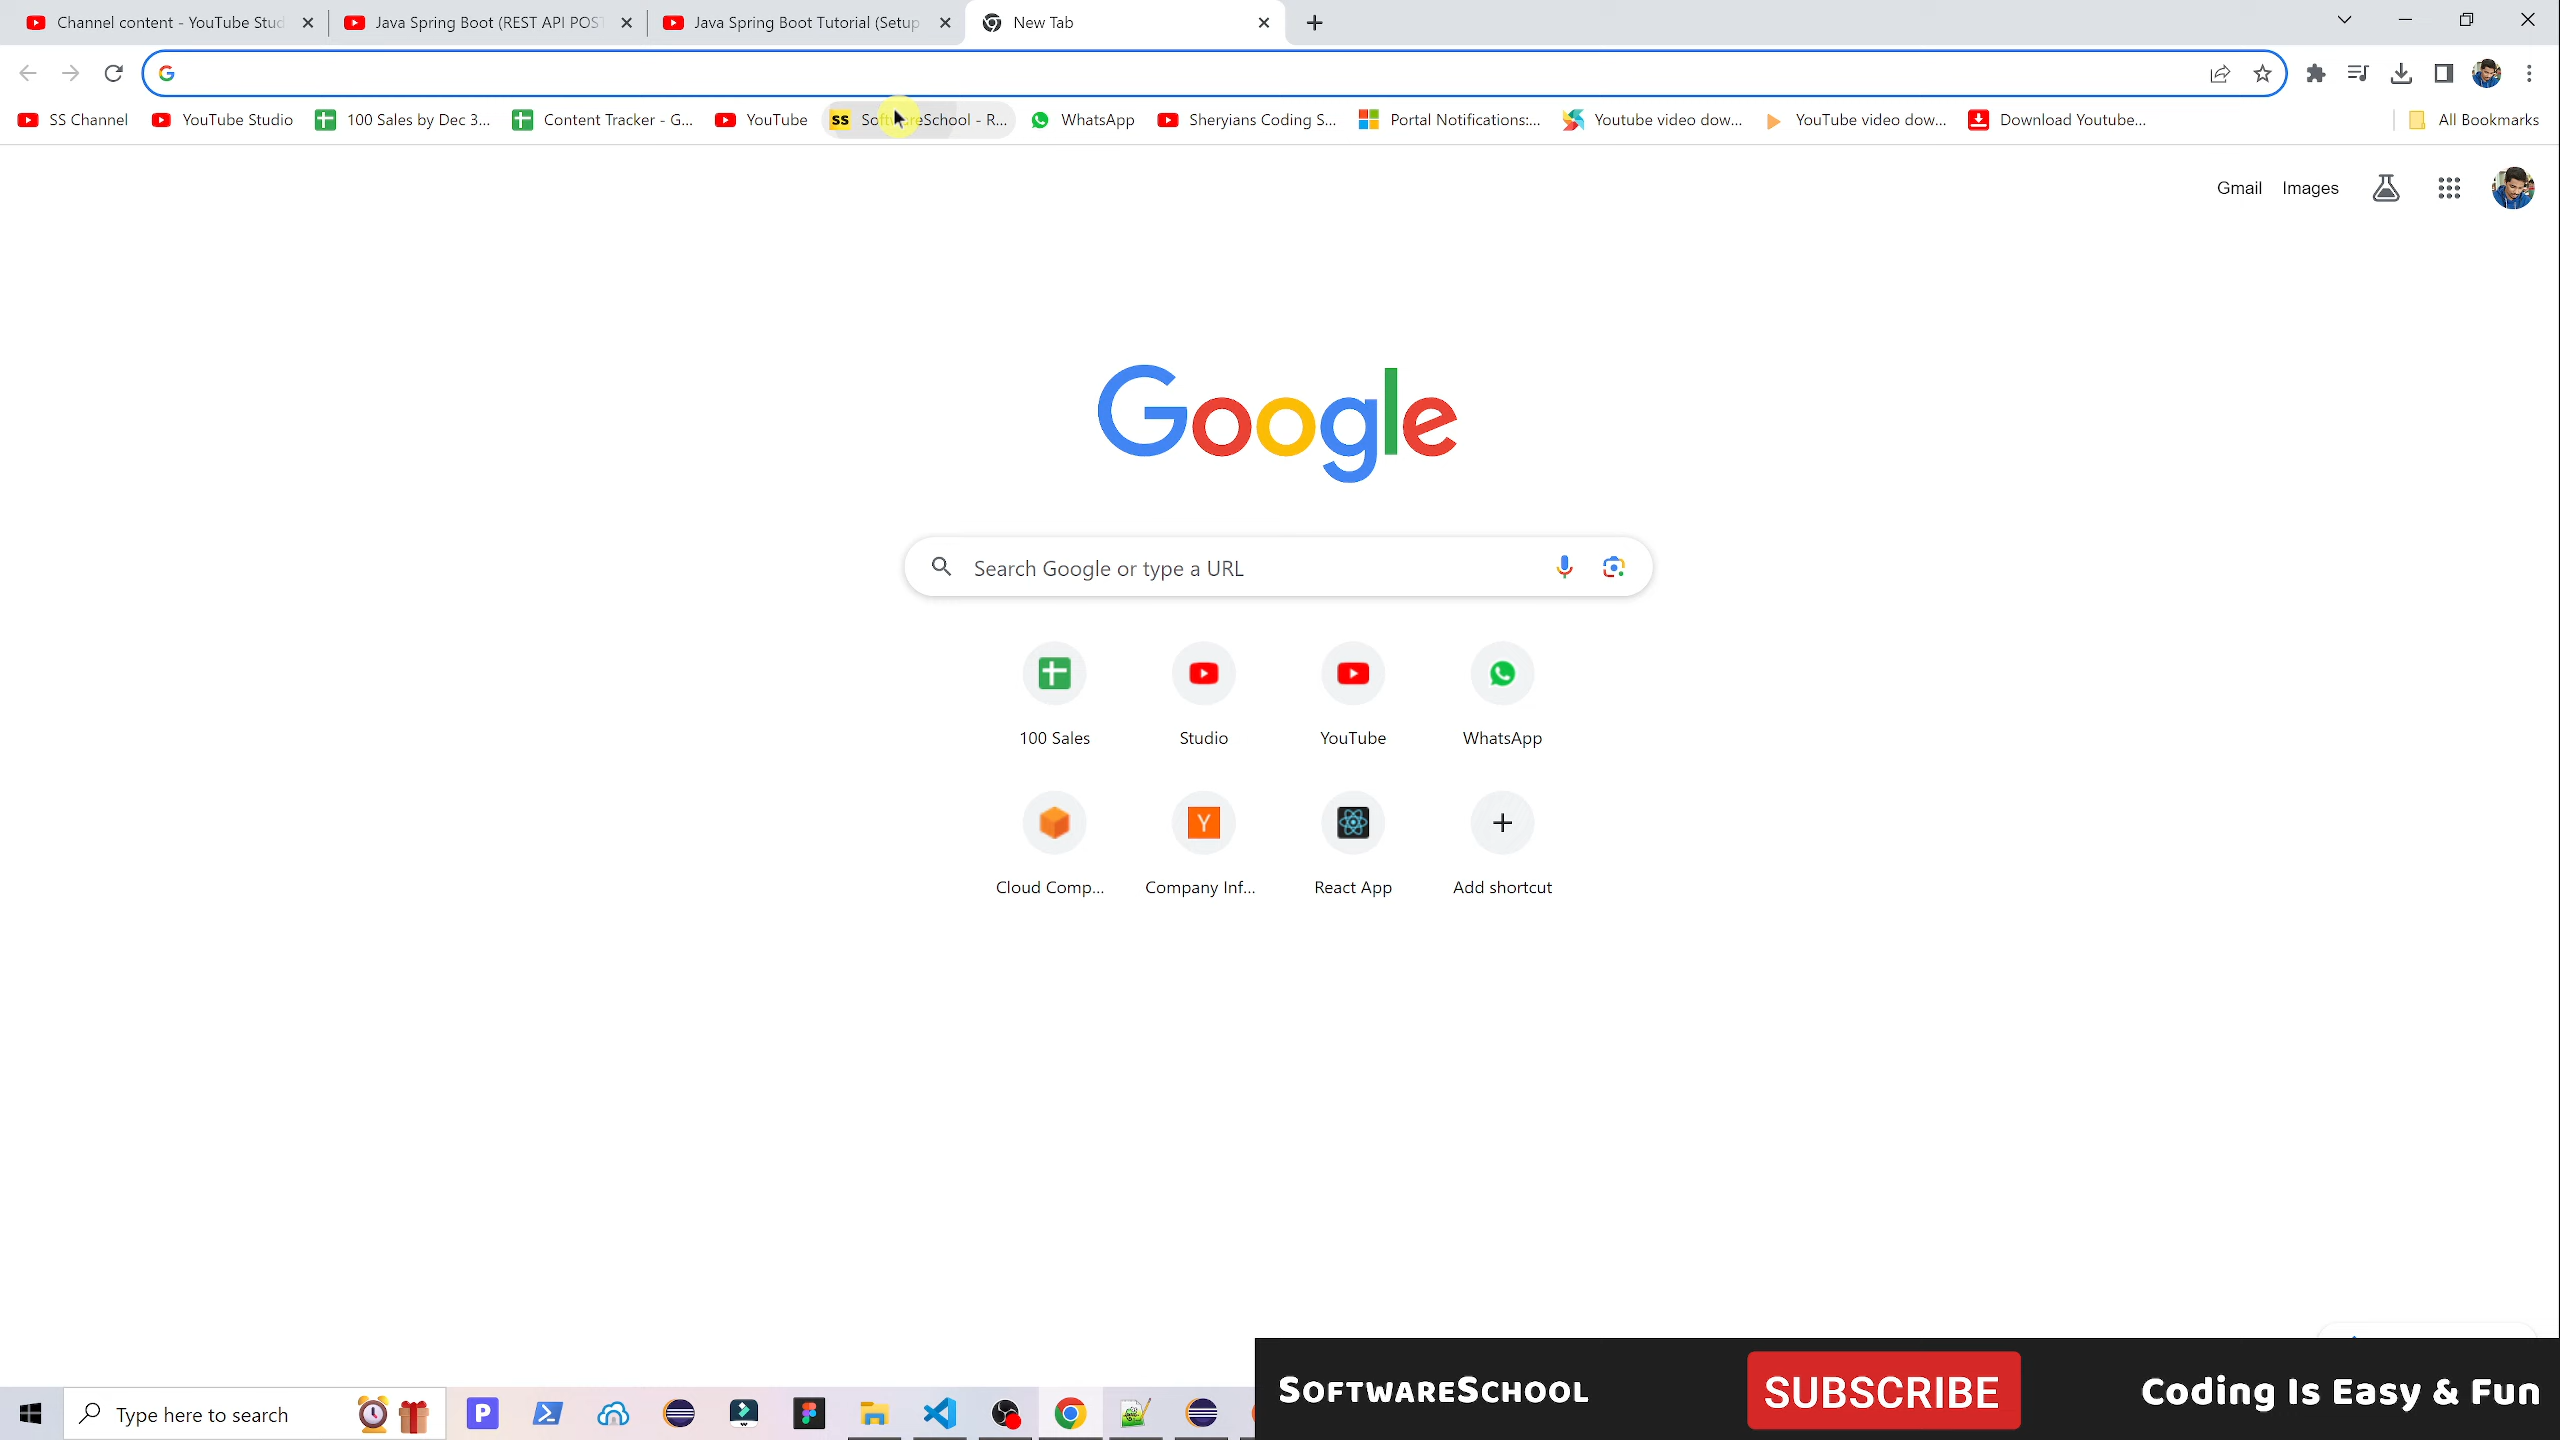 Channel content - YouTube Stud
Java Spring Boot (REST API POST
Java Spring Boot Tutorial (Setup
New Tab
SS Channel
YouTube Studio
100 Sales by Dec 3...
Content Tracker - G...
YouTube
SS
SoftwareSchool - R...
WhatsApp
Sheryians Coding S...
Portal Notifications:...
Youtube video dow...
YouTube video dow...
Download Youtube...
All Bookmarks
Gmail
Images
Google
Search Google or type a URL
100 Sales
Studio
YouTube
WhatsApp
Y
Cloud Comp...
Company Inf...
React App
Add shortcut
Type here to search
P
SOFTWARESCHOOL
SUBSCRIBE
Coding Is Easy & Fun